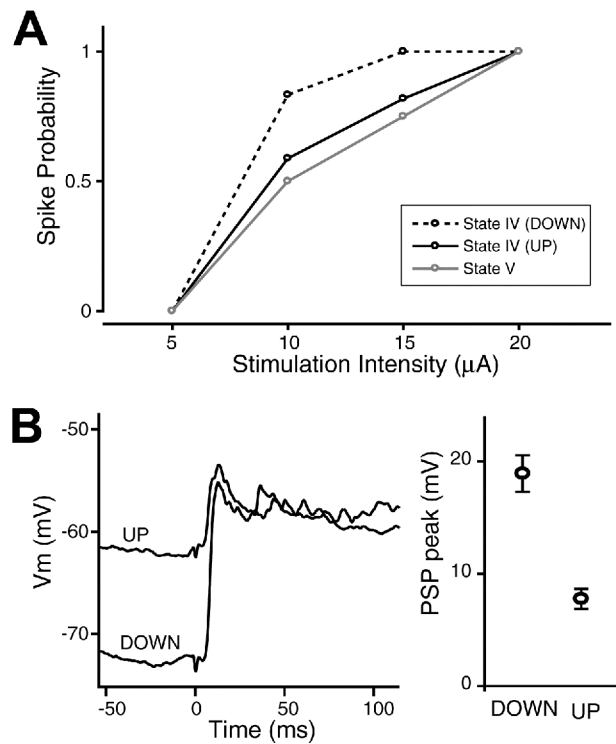 A
Spike Probability
1
0.5
0
5 10 15 20
Stimulation Intensity (μA)
State IV (DOWN)
State IV (UP)
State V
B
Vm (mV)
-50
-60
-70
UP
DOWN
-50 0 50 100
Time (ms)
PSP peak (mV)
20
10
0
DOWN UP